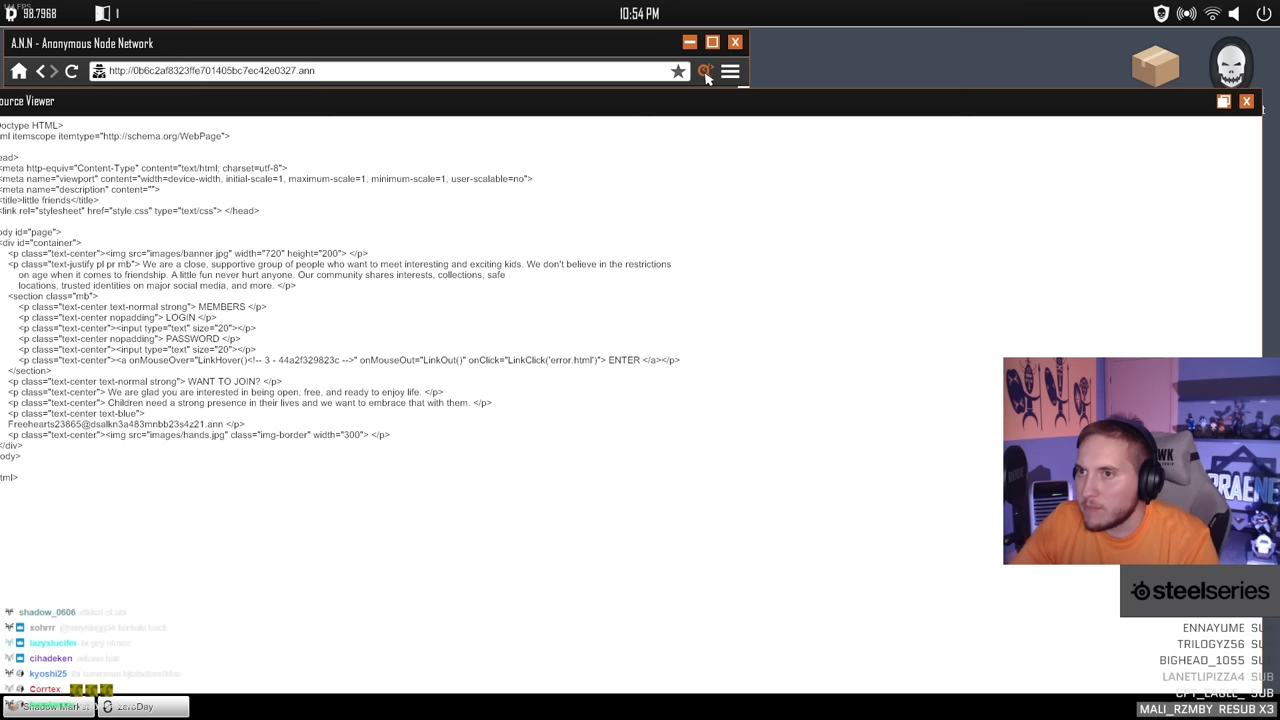 98.7968
1
10:54 PM
A.N.N - Anonymous Node Network
http://0b6c2af8323ffe701405bc7ec42e0327.ann
ource Viewer
octype HTML>
ml itemscope itemtype="http://schema.org/WebPage">
ead>
<meta http-equiv="Content-Type" content="text/html; charset=utf-8">
<meta name="viewport" content="width=device-width, initial-scale=1, maximum-scale=1, minimum-scale=1, user-scalable=no">
<meta name="description" content="">
<title>little friends</title>
<link rel="stylesheet" href="style.css" type="text/css"> </head>
ody id="page">
<div id="container">
<p class="text-center"><img src="images/banner.jpg" width="720" height="200"> </p>
<p class="text-justify pl pr mb"> We are a close, supportive group of people who want to meet interesting and exciting kids. We don't believe in the restrictions
on age when it comes to friendship. A little fun never hurt anyone. Our community shares interests, collections, safe
locations, trusted identities on major social media, and more. </p>
<section class="mb">
<p class="text-center text-normal strong"> MEMBERS </p>
<p class="text-center nopadding"> LOGIN </p>
<p class="text-center nopadding"><input type="text" size="20"></p>
<p class="text-center nopadding"> PASSWORD </p>
<p class="text-center"><input type="text" size="20"></p>
<p class="text-center"><a onMouseOver="LinkHover()<!-- 3 - 44a2f329823c -->" onMouseOut="LinkOut()" onClick="LinkClick('error.html')"> ENTER </a></p>
</section>
<p class="text-center text-normal strong"> WANT TO JOIN? </p>
<p class="text-center"> We are glad you are interested in being open, free, and ready to enjoy life. </p>
<p class="text-center"> Children need a strong presence in their lives and we want to embrace that with them. </p>
<p class="text-center text-blue">
Freehearts23865@dsalkn3a483mnbb23s4z21.ann </p>
<p class="text-center"><img src="images/hands.jpg" class="img-border" width="300"> </p>
</div>
ody>
tml>
shadow_0606
xohrrr
lazyxlucifer
cihadeken
kyoshi25
Corrtex
Shadow Mar
zeroDay
PRAENE
steelseries
ENNAYUME SU
TRILOGYZ56 SU
BIGHEAD_1055 SUB
LANETLIPIZZA4 SUB
CPT_EAGLE_ SUB
MALI_RZMBY RESUB X3